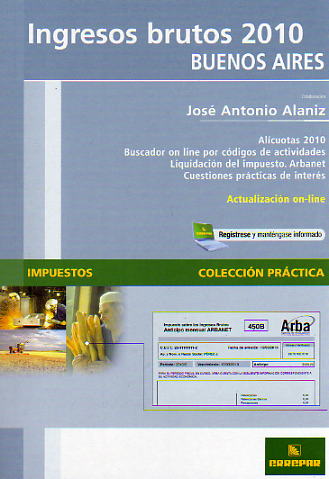 Ingresos brutos 2010
BUENOS AIRES
José Antonio Alaniz
Alícuotas 2010
Buscador on line por códigos de actividades
Liquidación del impuesto. Arbanet
Cuestiones prácticas de interés
Actualización on-line
Regístrese y manténgase informado
IMPUESTOS
COLECCIÓN PRÁCTICA
Impuesto sobre los Ingresos Brutos
Anticipo mensual ARBANET
450B
Arba
ERREPAR